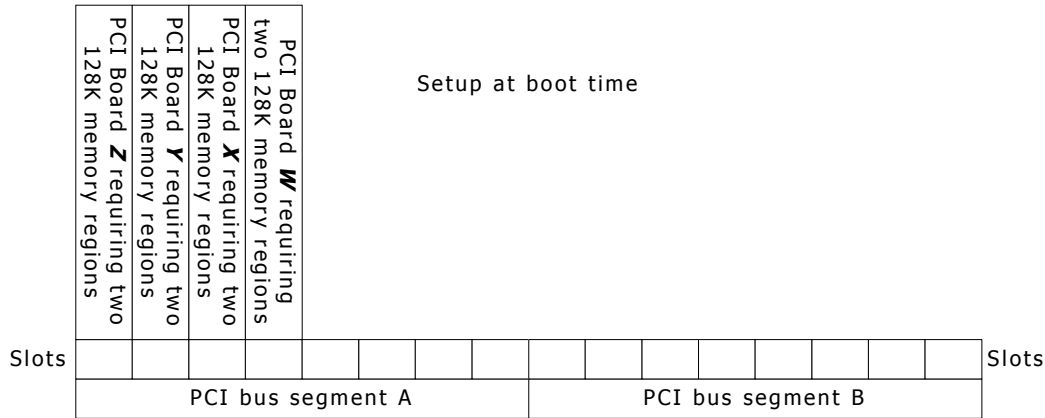 PCI Board Z requiring two
128K memory regions
PCI Board Y requiring two
128K memory regions
PCI Board X requiring two
128K memory regions
PCI Board W requiring
two 128K memory regions
Setup at boot time
Slots
Slots
PCI bus segment A
PCI bus segment B